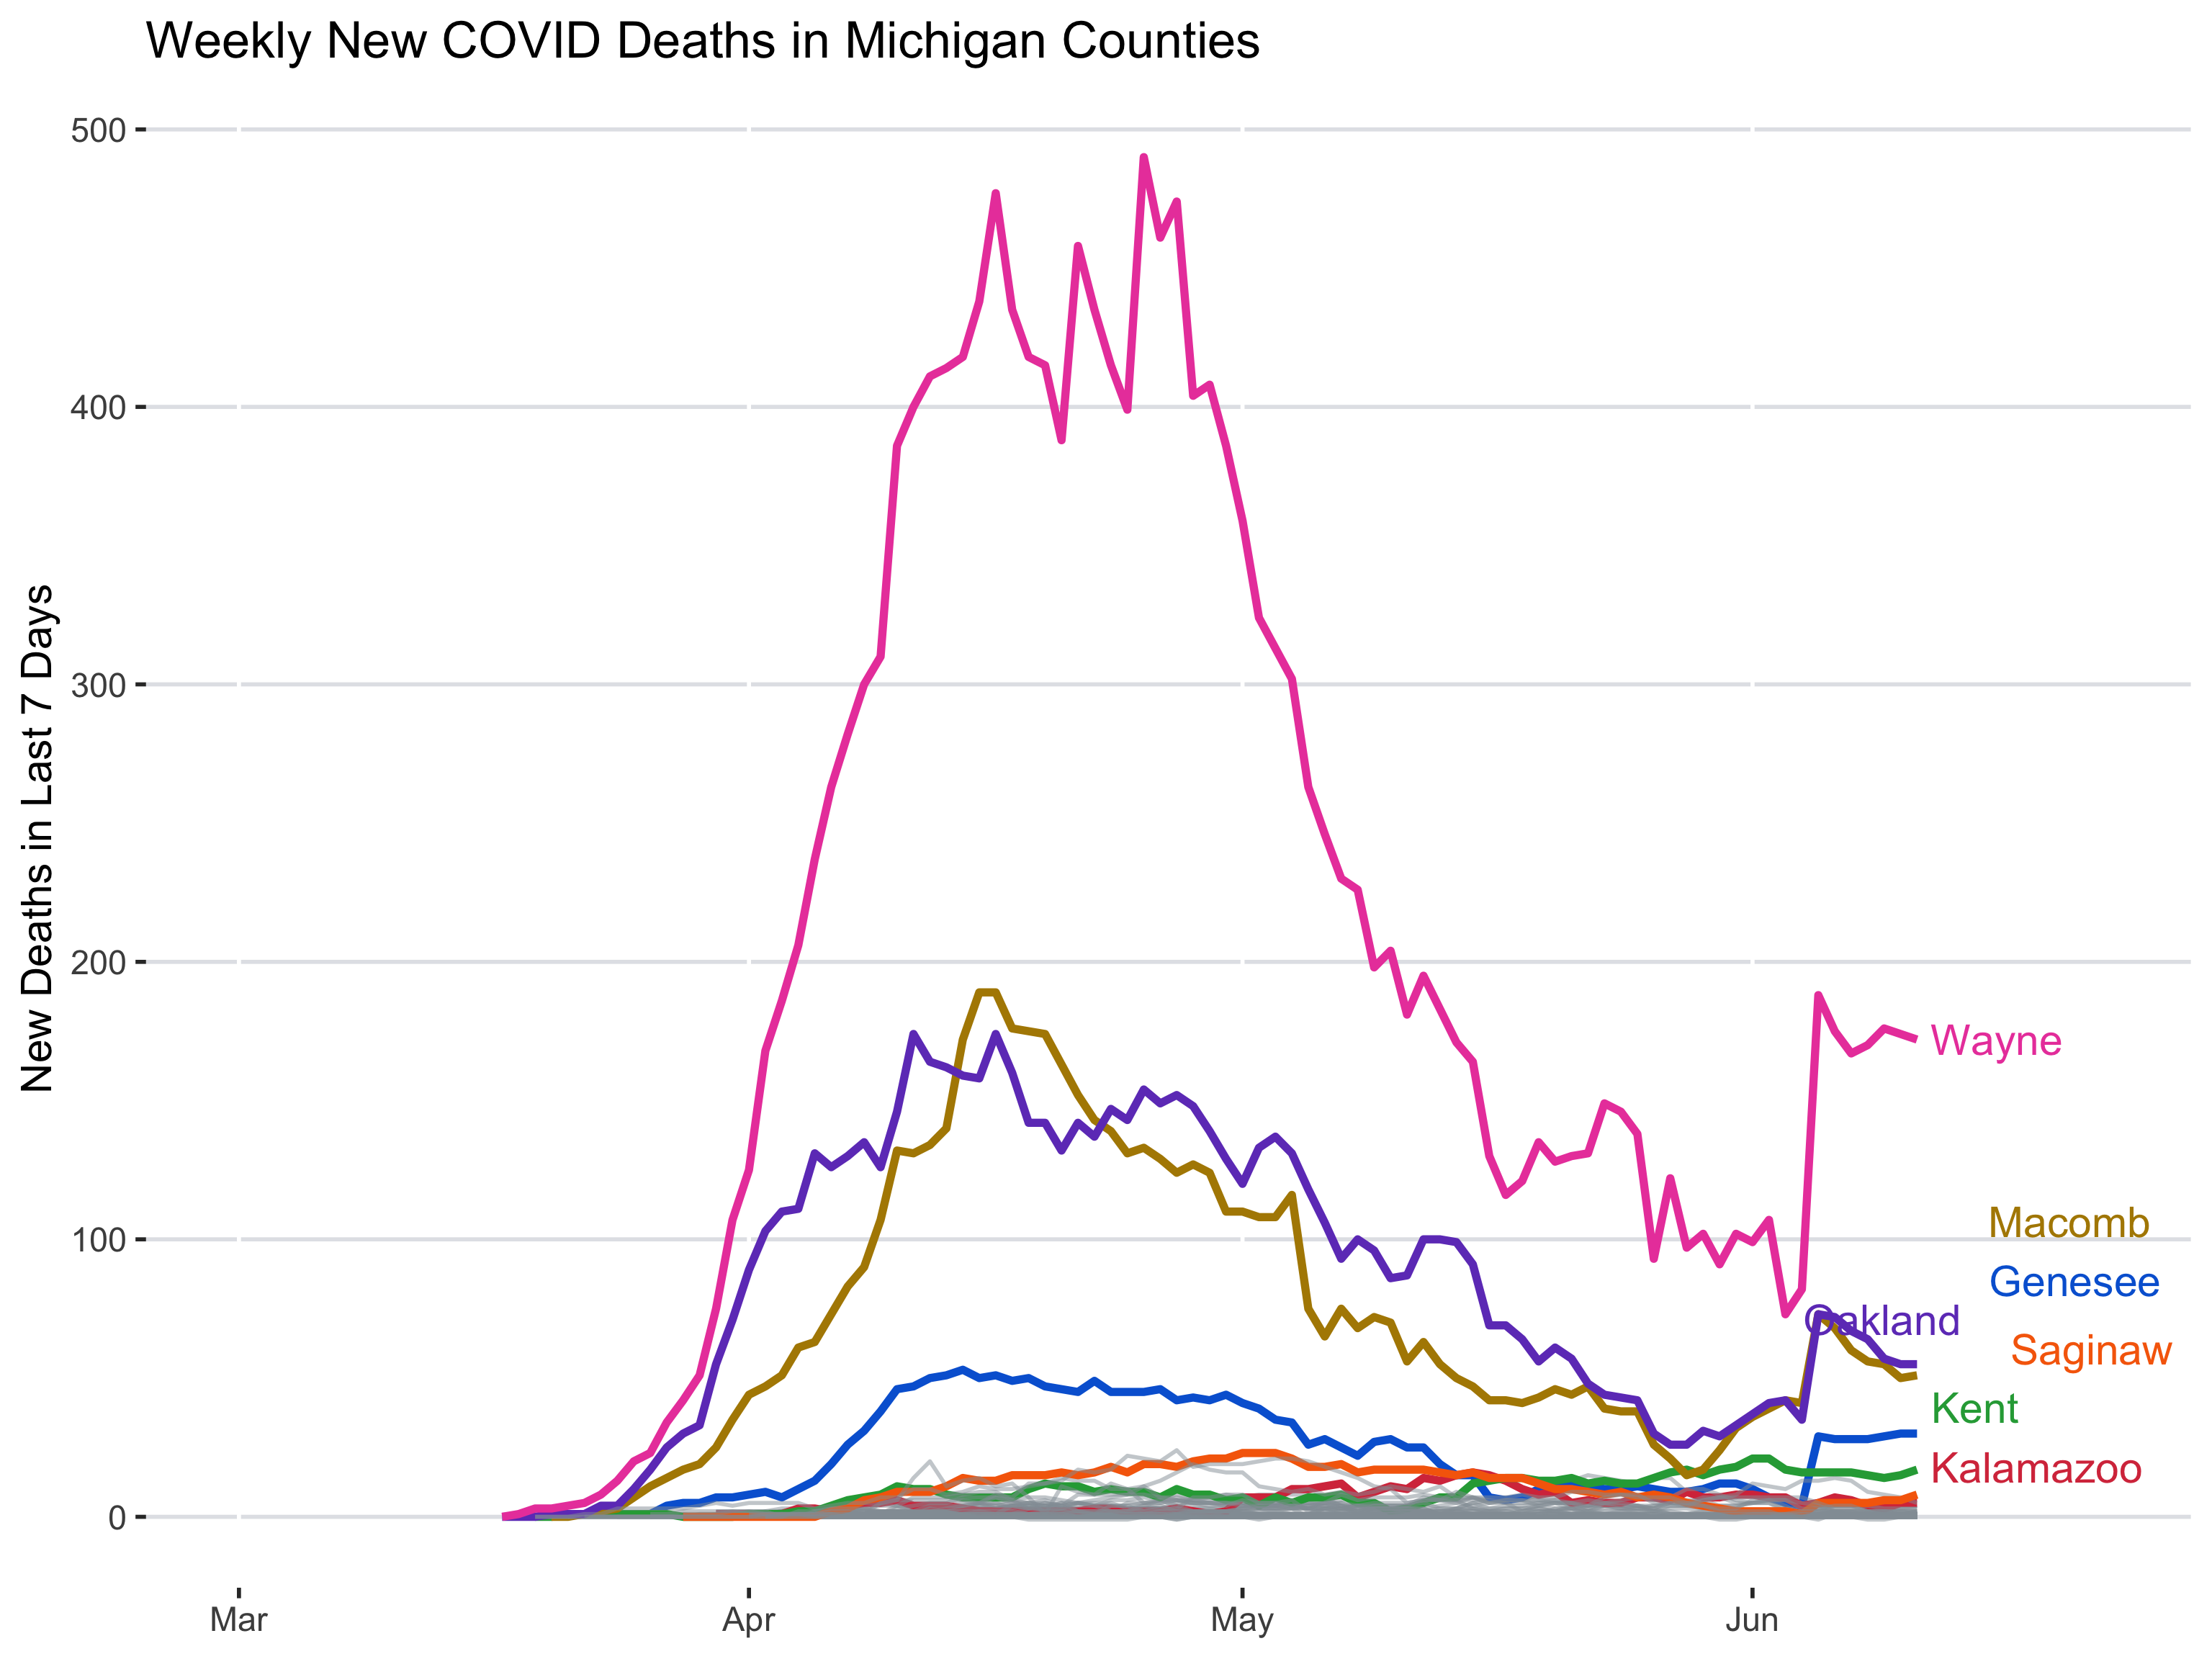 Weekly New COVID Deaths in Michigan Counties
New Deaths in Last 7 Days
500
400
300
200
100
0
Wayne
Macomb
Genesee
Oakland
Saginaw
Kent
Kalamazoo
Mar
Apr
May
Jun